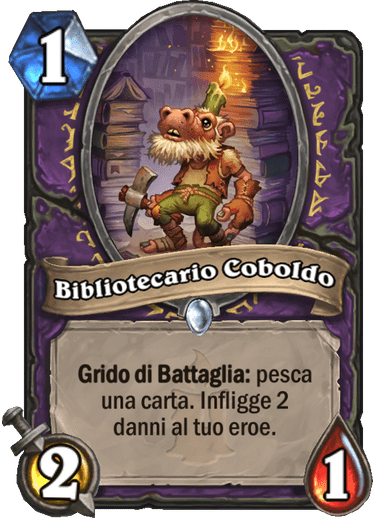 1
Bibliotecario Coboldo
Grido di Battaglia: pesca
una carta. Infligge 2
danni al tuo eroe.
2
1